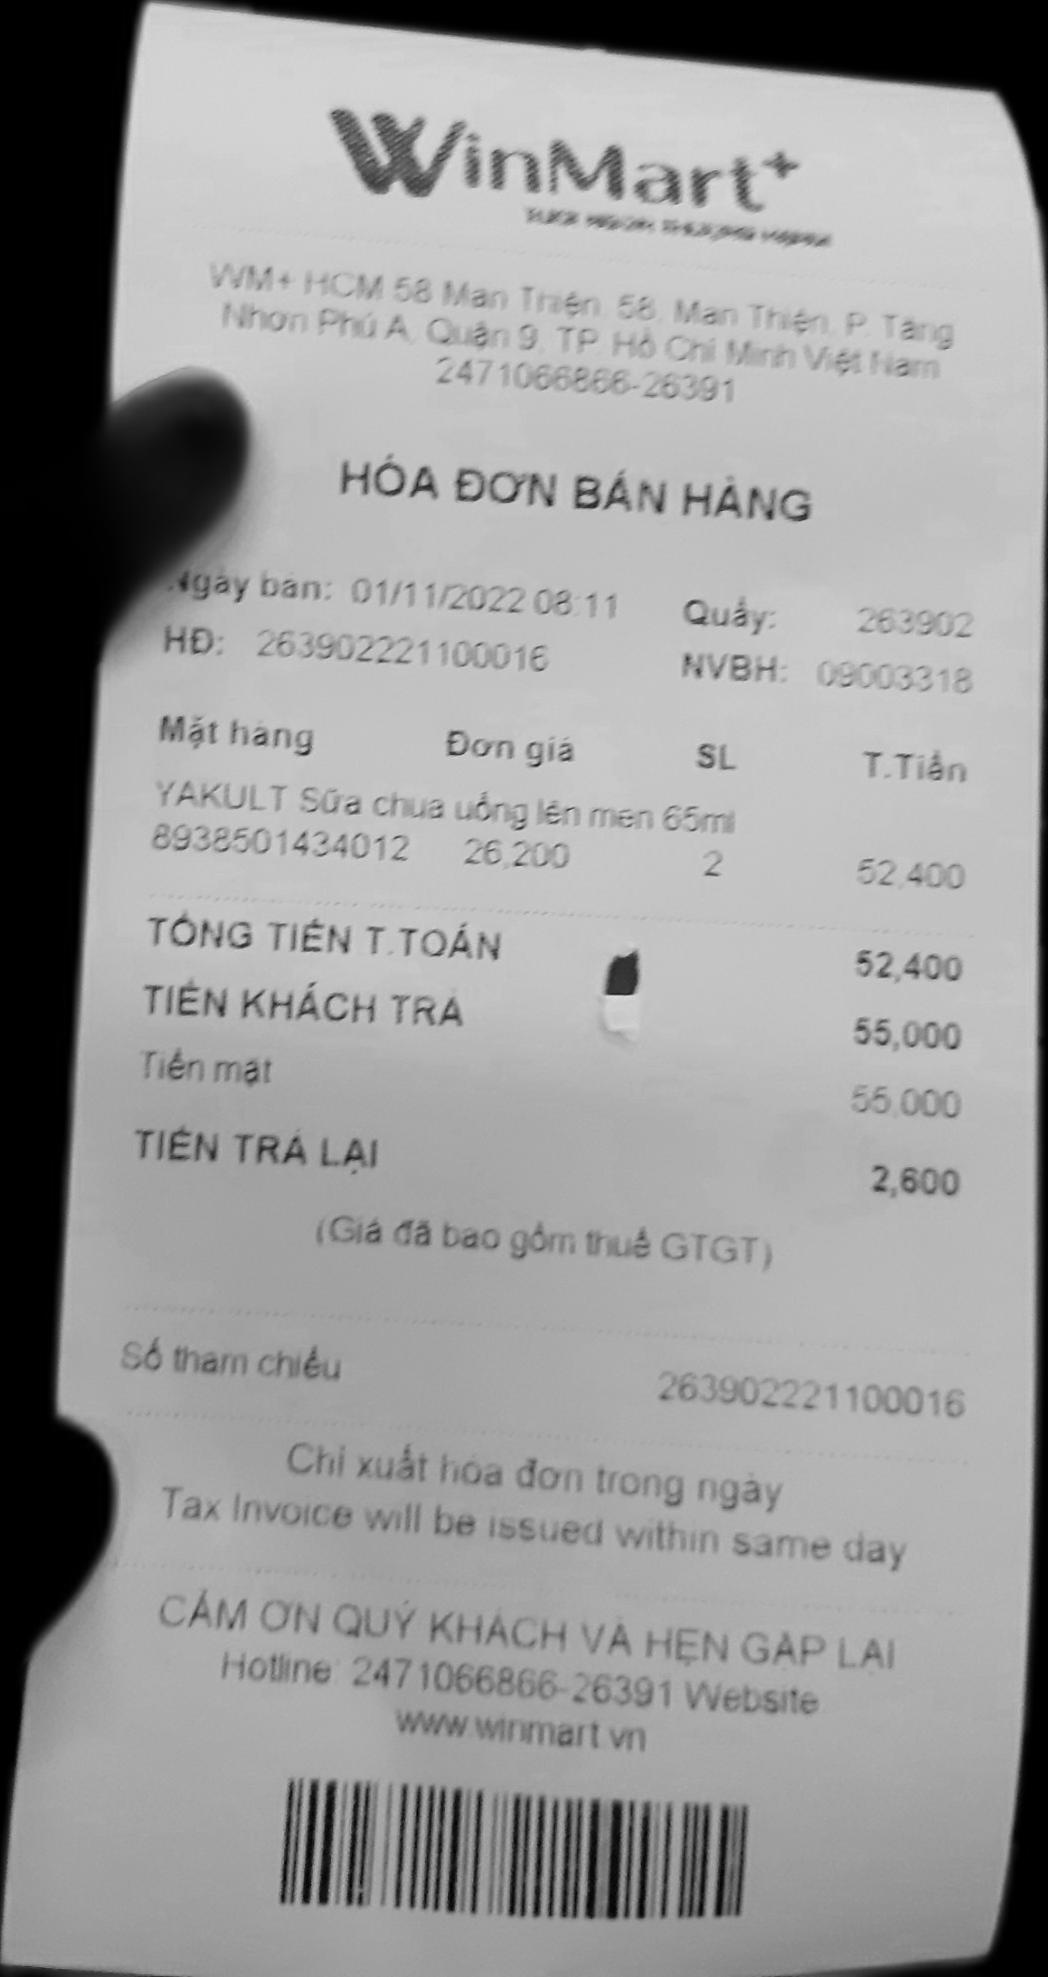 WinMart+
WM+ HCM 58 Man Thiện, 58, Man Thiện, P. Tăng
Nhơn Phú A, Quận 9, TP. Hồ Chí Minh Việt Nam
2471066866-26391
HÓA ĐƠN BÁN HÀNG
Ngày bán: 01/11/2022 08:11 Quầy: 263902
HĐ: 263902221100016 NVBH: 09003318
Mặt hàng Đơn giá SL T.Tiền
YAKULT Sữa chua uống lên men 65ml
8938501434012 26,200 2 52,400
TỔNG TIỀN T.TOÁN 52,400
TIỀN KHÁCH TRẢ 55,000
Tiền mặt 55,000
TIỀN TRẢ LẠI 2,600
(Giá đã bao gồm thuế GTGT)
Số tham chiếu 263902221100016
Chỉ xuất hóa đơn trong ngày
Tax Invoice will be issued within same day
CẢM ƠN QUÝ KHÁCH VÀ HẸN GẶP LẠI
Hotline: 2471066866-26391 Website
www.winmart.vn